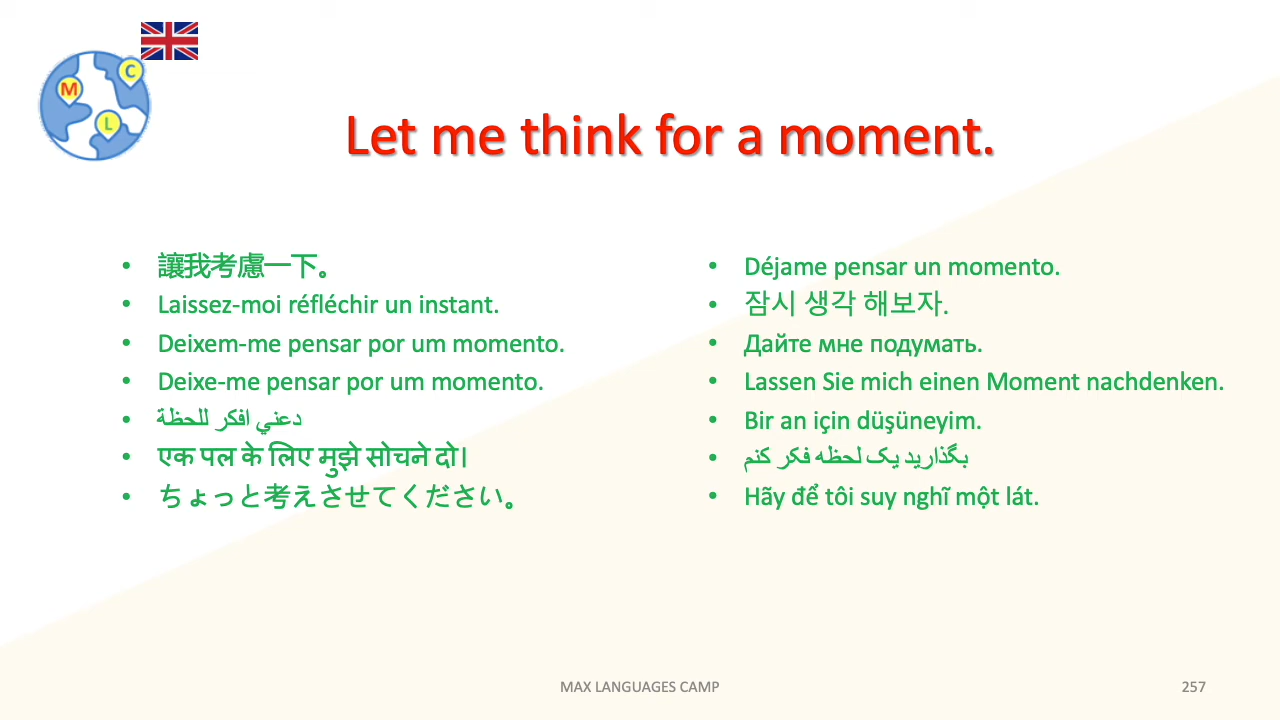 C
M
L
Let me think for a moment.
• 讓我考慮一下。
• Laissez-moi réfléchir un instant.
• Deixem-me pensar por um momento.
• Deixe-me pensar por um momento.
• دعني افكر للحظة
• एक पल के लिए मुझे सोचने दो।
• ちょっと考えさせてください。
• Déjame pensar un momento.
• 잠시 생각 해보자.
• Дайте мне подумать.
• Lassen Sie mich einen Moment nachdenken.
• Bir an için düşüneyim.
• بگذارید یک لحظه فکر کنم
• Hãy để tôi suy nghĩ một lát.
MAX LANGUAGES CAMP
257